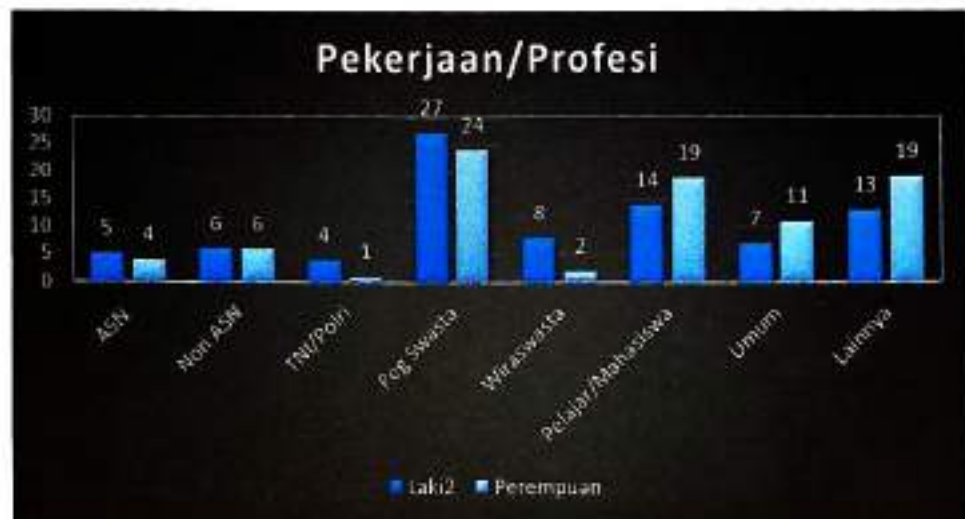 Pekerjaan/Profesi
30
25
20
15
10
5
0
5 4
6 6
4 1
27 24
8 2
14 19
7 11
13 19
ASN
Non ASN
TNI/Polri
Peg Swasta
Wiraswasta
Pelajar/Mahasiswa
Umum
Lainnya
Laki2 Perempuan